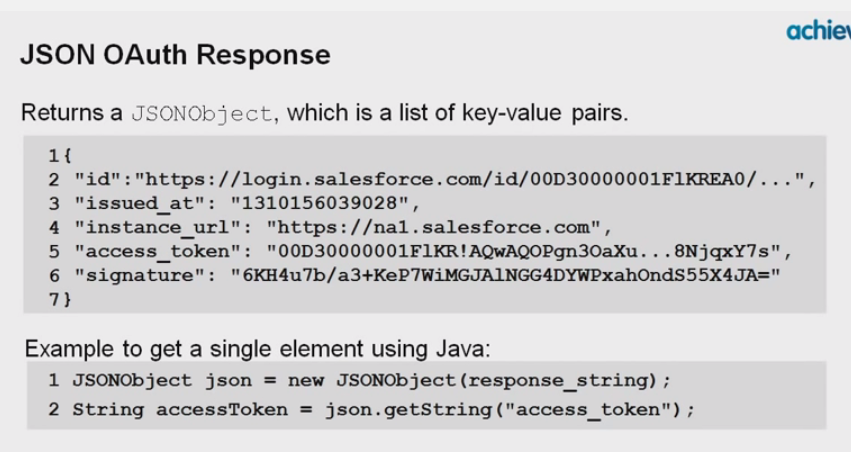 achiev
JSON OAuth Response
Returns a JSONObject, which is a list of key-value pairs.
1{
2 "id":"https://login.salesforce.com/id/00D30000001FlKREA0/...",
3 "issued_at": "1310156039028",
4 "instance_url": "https://na1.salesforce.com",
5 "access_token": "00D30000001FlKR!AQwAQOPgn3OaXu...8NjqxY7s",
6 "signature": "6KH4u7b/a3+KeP7WiMGJAlNGG4DYWPxahOndS55X4JA="
7}
Example to get a single element using Java:
1 JSONObject json = new JSONObject(response_string);
2 String accessToken = json.getString("access_token");